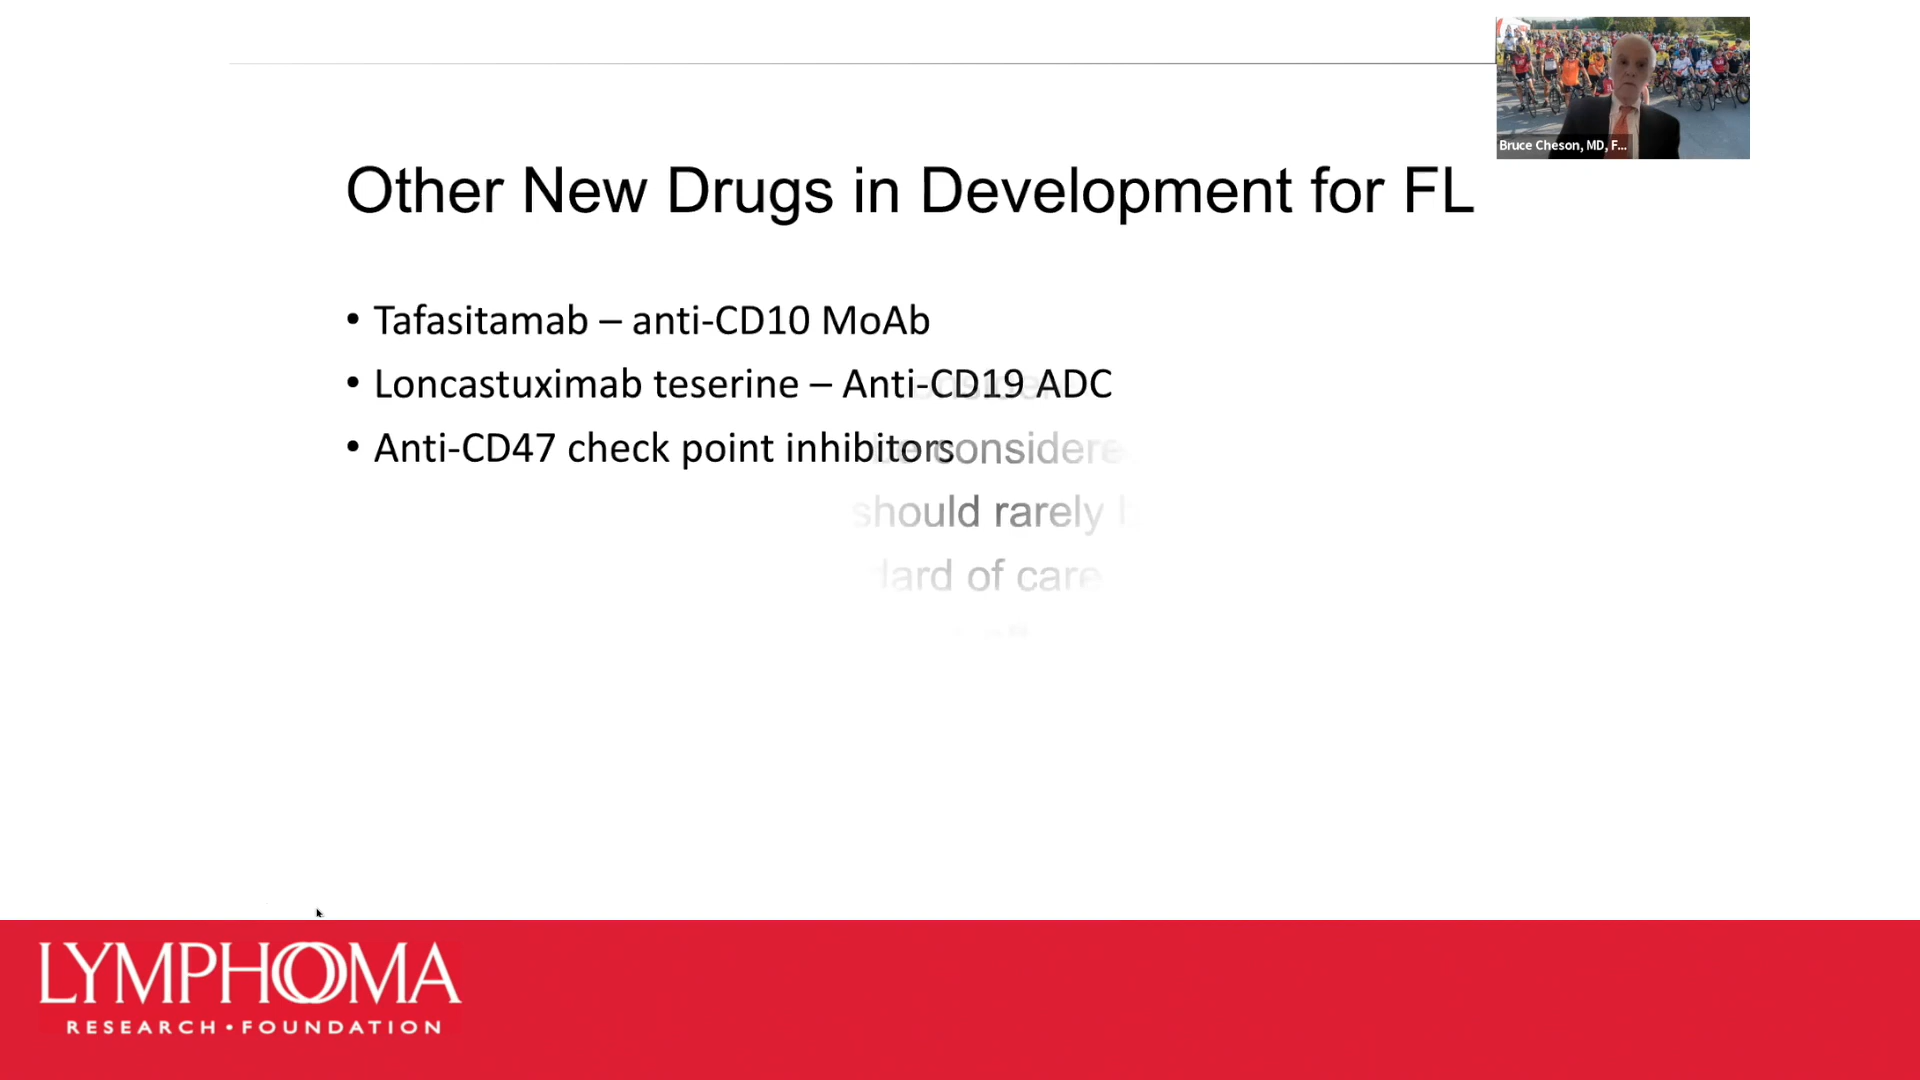 Bruce Cheson, MD, F...
Other New Drugs in Development for FL
• Tafasitamab – anti-CD10 MoAb
• Loncastuximab teserine – Anti-CD19 ADC
• Anti-CD47 check point inhibitors
should rarely
of care
LYMPHOMA
RESEARCH • FOUNDATION